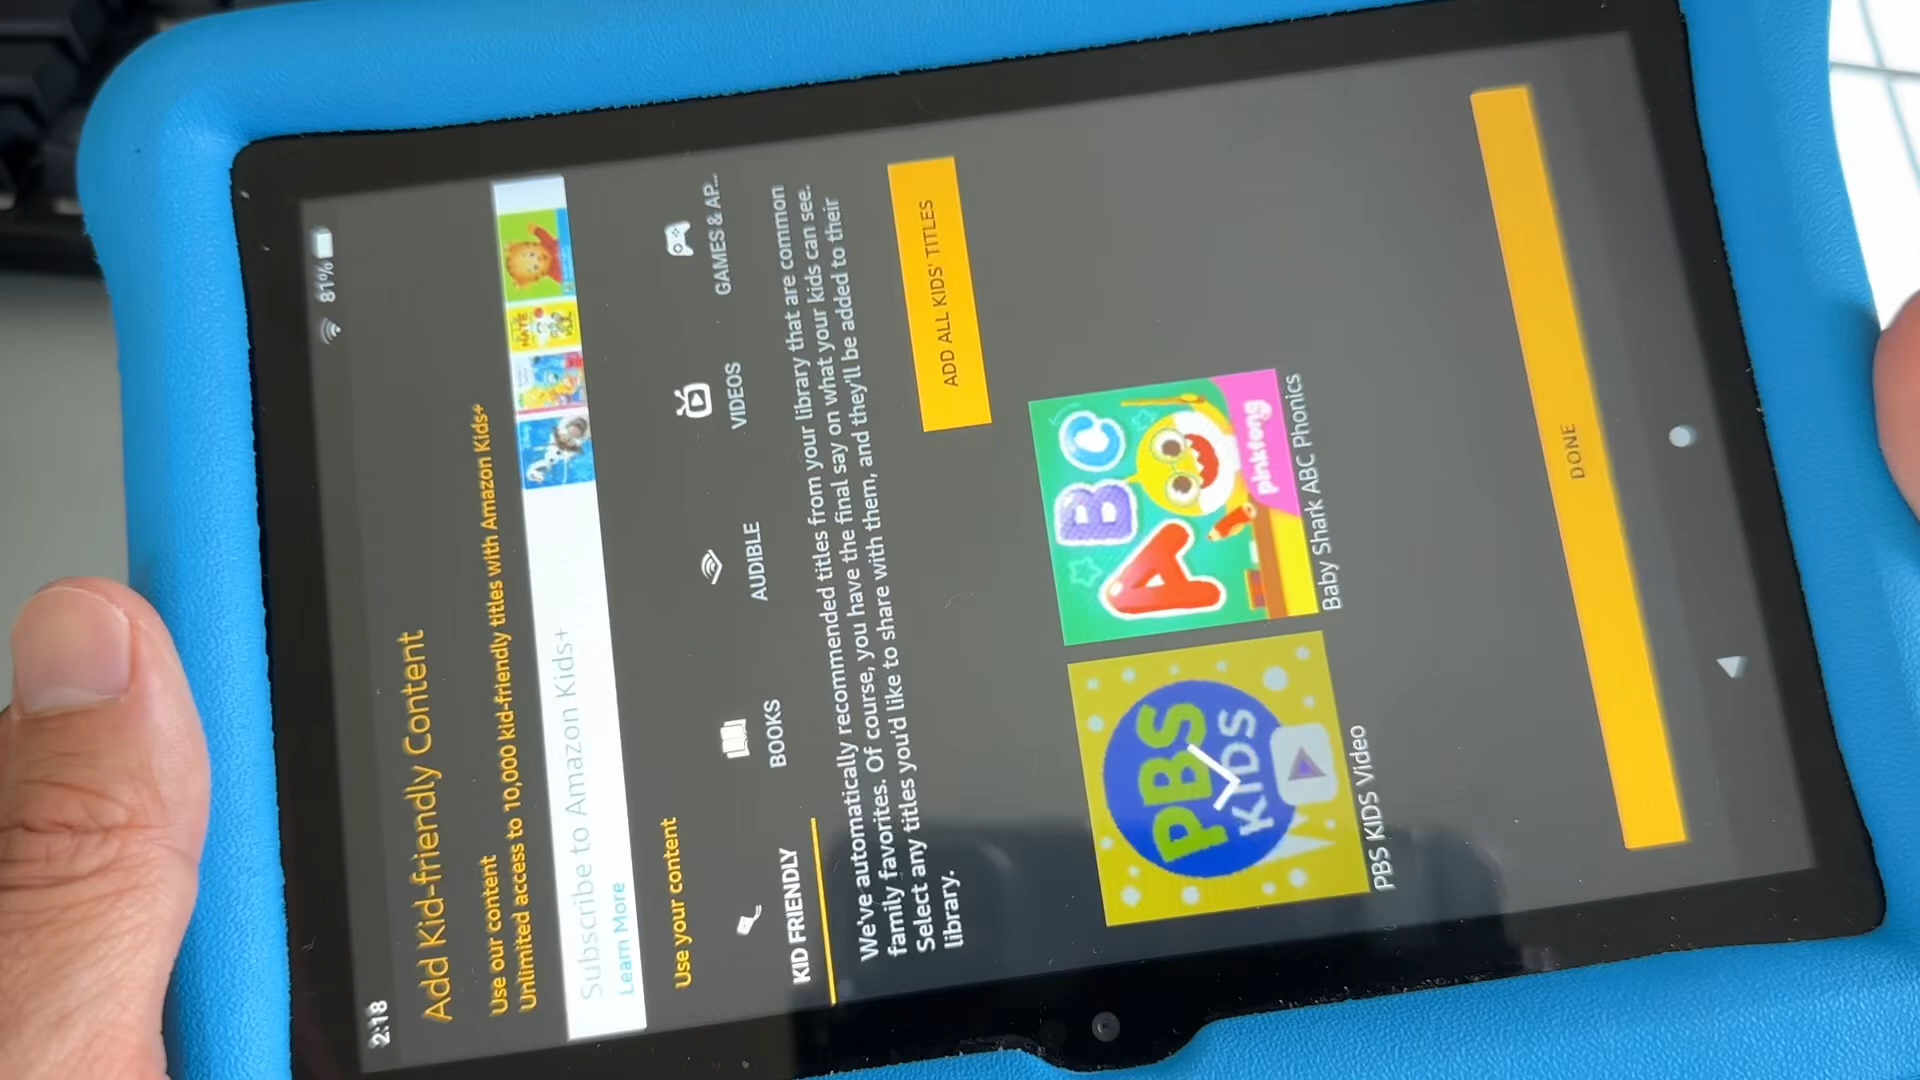 2:18
81%
Add Kid-friendly Content
Use our content
Unlimited access to 10,000 kid-friendly titles with Amazon Kids+
Subscribe to Amazon Kids+
Learn More
Use your content
KID FRIENDLY
BOOKS
AUDIBLE
VIDEOS
GAMES & AP...
We've automatically recommended titles from your library that are common
family favorites. Of course, you have the final say on what your kids can see.
Select any titles you'd like to share with them, and they'll be added to their
library.
ADD ALL KIDS' TITLES
PBS
KIDS
ABC
pinkfong
PBS KIDS Video
Baby Shark ABC Phonics
DONE